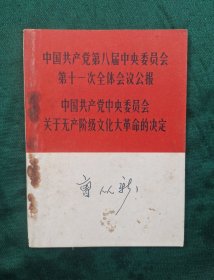 中国共产党第八届中央委员会
第十一次全体会议公报
中国共产党中央委员会
关于无产阶级文化大革命的决定